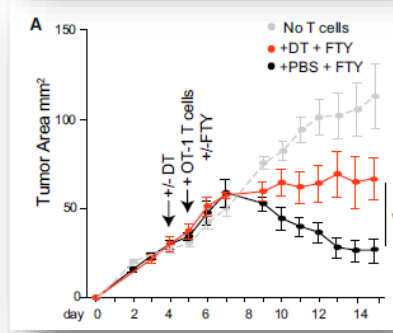 A
No T cells
+DT + FTY
+PBS + FTY
Tumor Area mm²
150
100
50
0
+/- DT
+ OT-1 T cells
+/-FTY
day 0 2 4 6 8 10 12 14